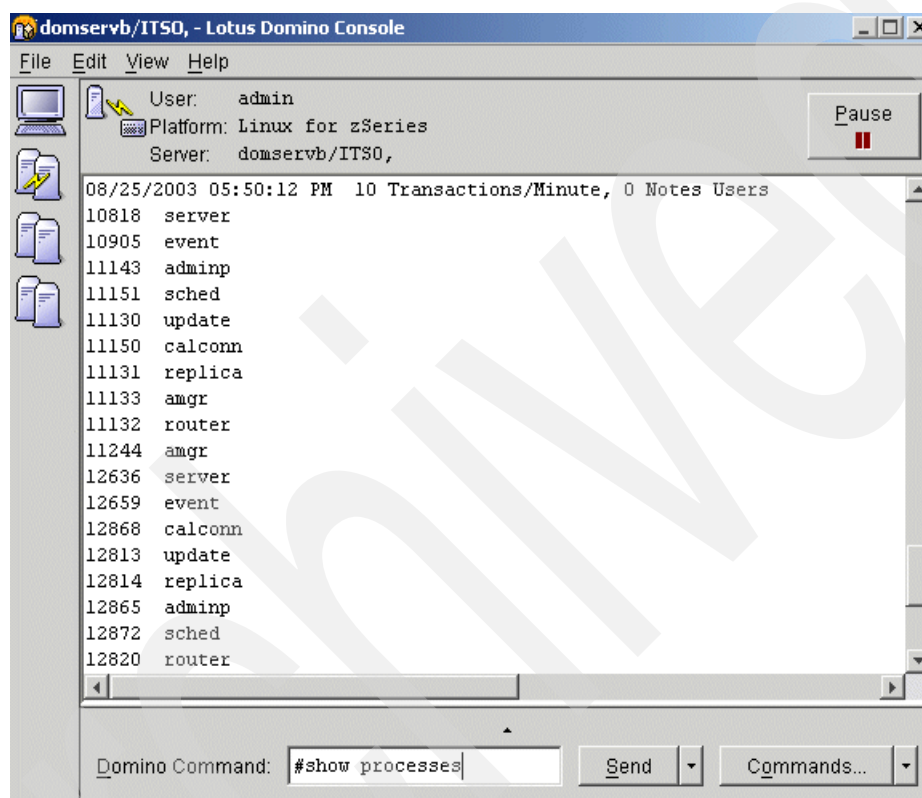 domservb/ITSO, - Lotus Domino Console
File Edit View Help
User: admin
Platform: Linux for zSeries
Server: domservb/ITSO,
Pause
08/25/2003 05:50:12 PM 10 Transactions/Minute, 0 Notes Users
10818 server
10905 event
11143 adminp
11151 sched
11130 update
11150 calconn
11131 replica
11133 amgr
11132 router
11244 amgr
12636 server
12659 event
12868 calconn
12813 update
12814 replica
12865 adminp
12872 sched
12820 router
Domino Command: #show processes Send Commands...